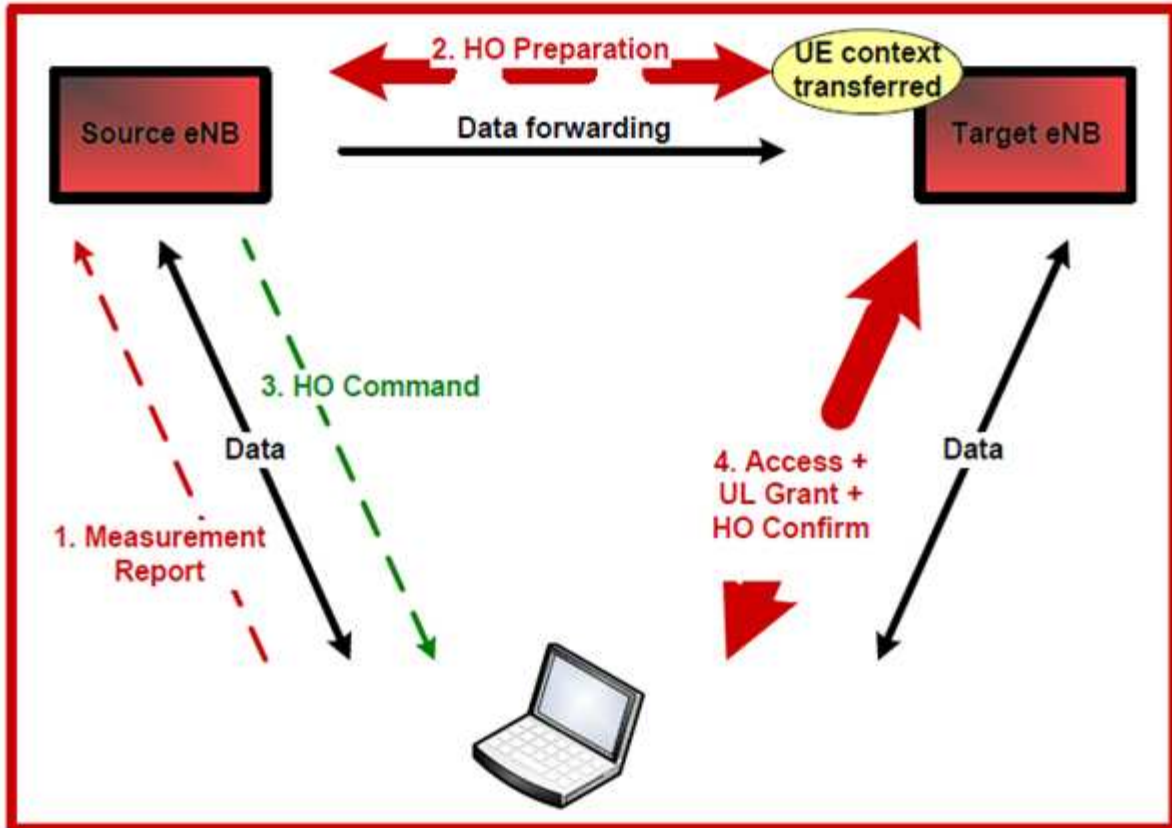 2. HO Preparation
UE context
transferred
Source eNB
Data forwarding
Target eNB
3. HO Command
Data
Data
4. Access +
UL Grant +
HO Confirm
1. Measurement
Report